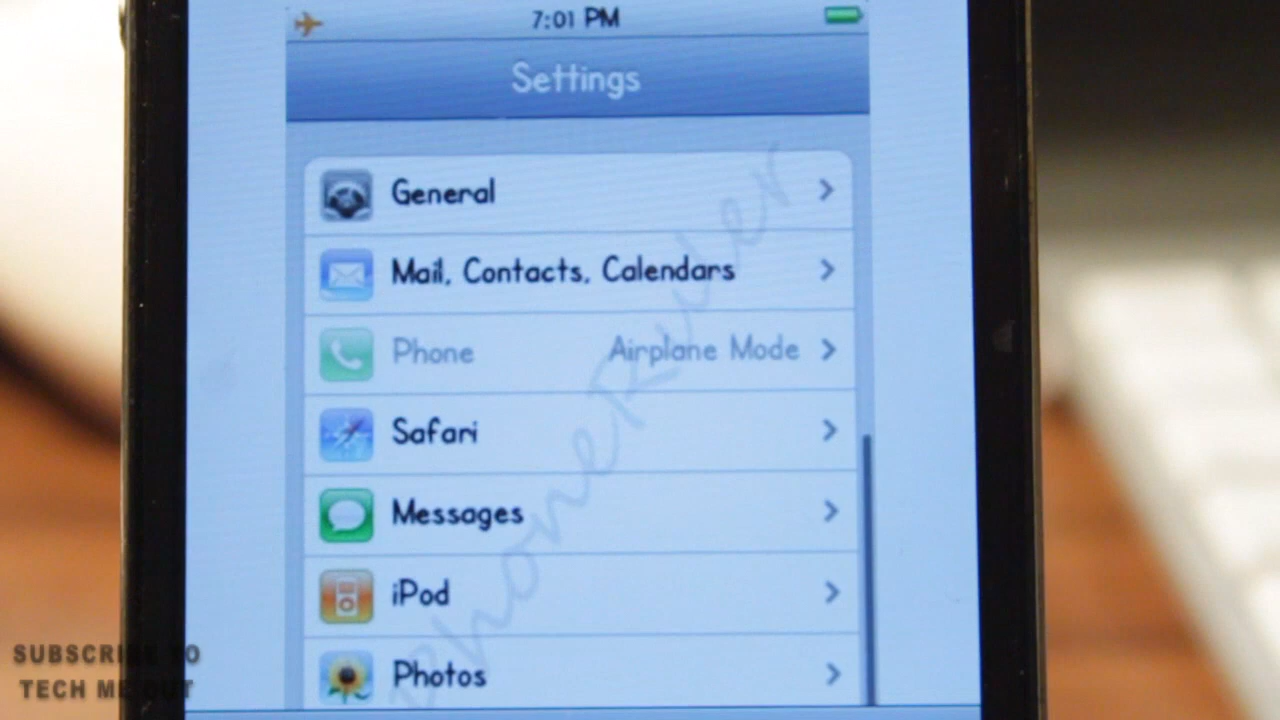 7:01 PM
Settings
General
Mail, Contacts, Calendars
Phone Airplane Mode
Safari
Messages
iPod
Photos
SUBSCRIBE TO
TECH ME OUT